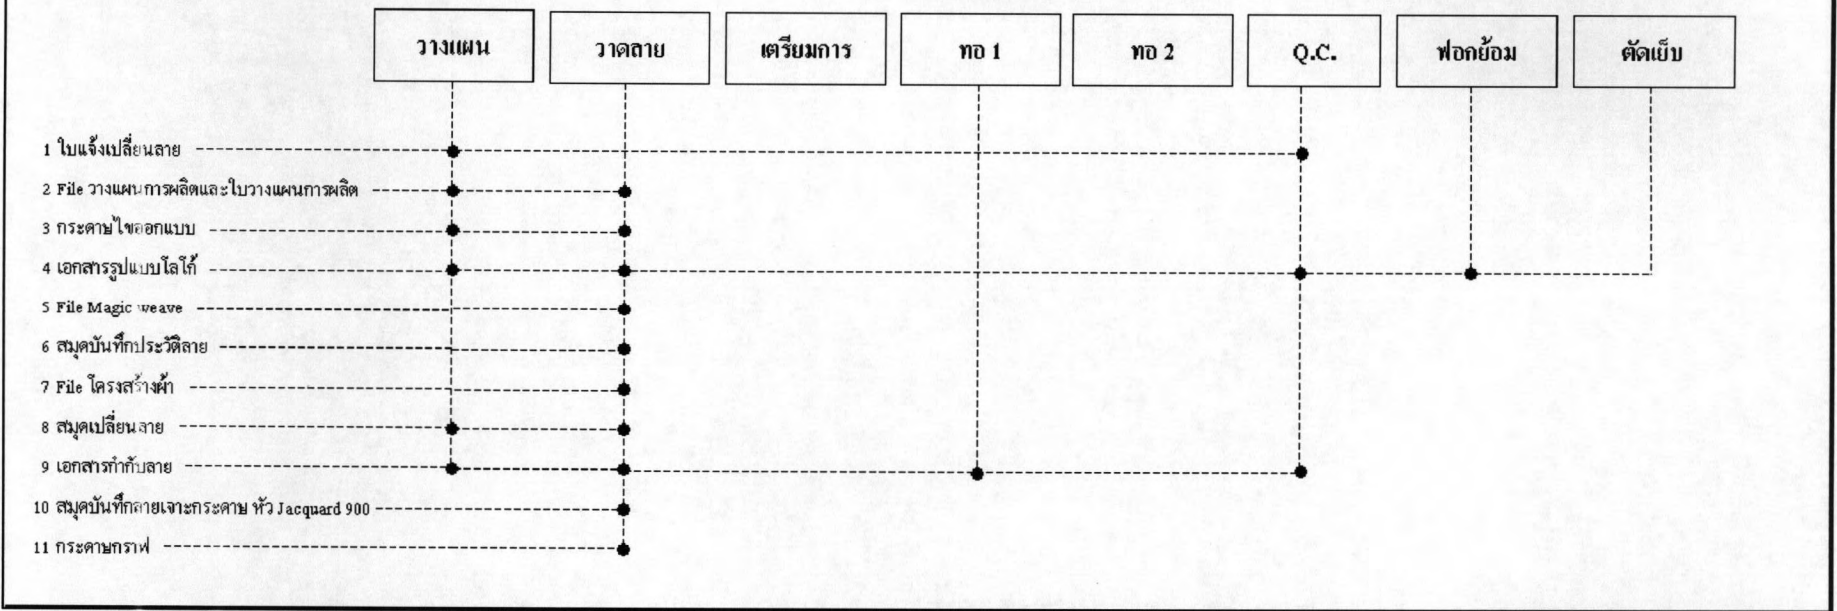 วางแผน วาดลาย เตรียมการ ทอ 1 ทอ 2 Q.C. ฟอกย้อม ตัดเย็บ
1 ใบแจ้งเปลี่ยนลาย
2 File วางแผนการผลิตและใบวางแผนการผลิต
3 กระดาษไขออกแบบ
4 เอกสารรูปแบบโลโก้
5 File Magic weave
6 สมุดบันทึกประวัติลาย
7 File โครงสร้างผ้า
8 สมุดเปลี่ยนลาย
9 เอกสารกำกับลาย
10 สมุดบันทึกลายเจาะกระดาษ หัว Jacquard 900
11 กระดาษกราฟ